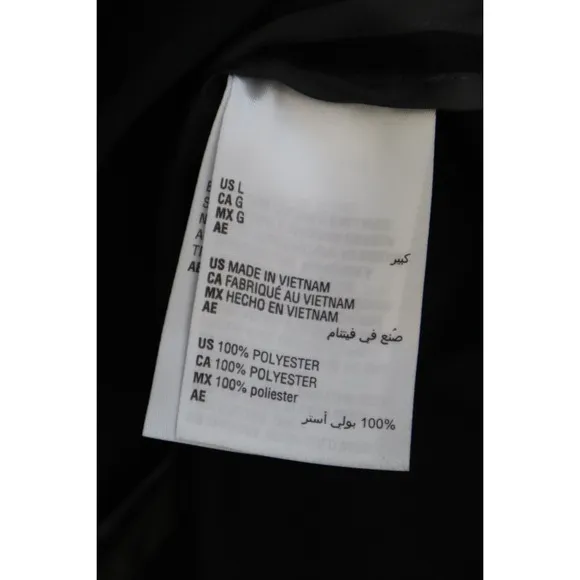 US L
CA G
MX G
AE
كبير
US MADE IN VIETNAM
CA FABRIQUÉ AU VIETNAM
MX HECHO EN VIETNAM
AE
صُنع في فيتنام
US 100% POLYESTER
CA 100% POLYESTER
MX 100% poliester
AE
100% بولي أستر